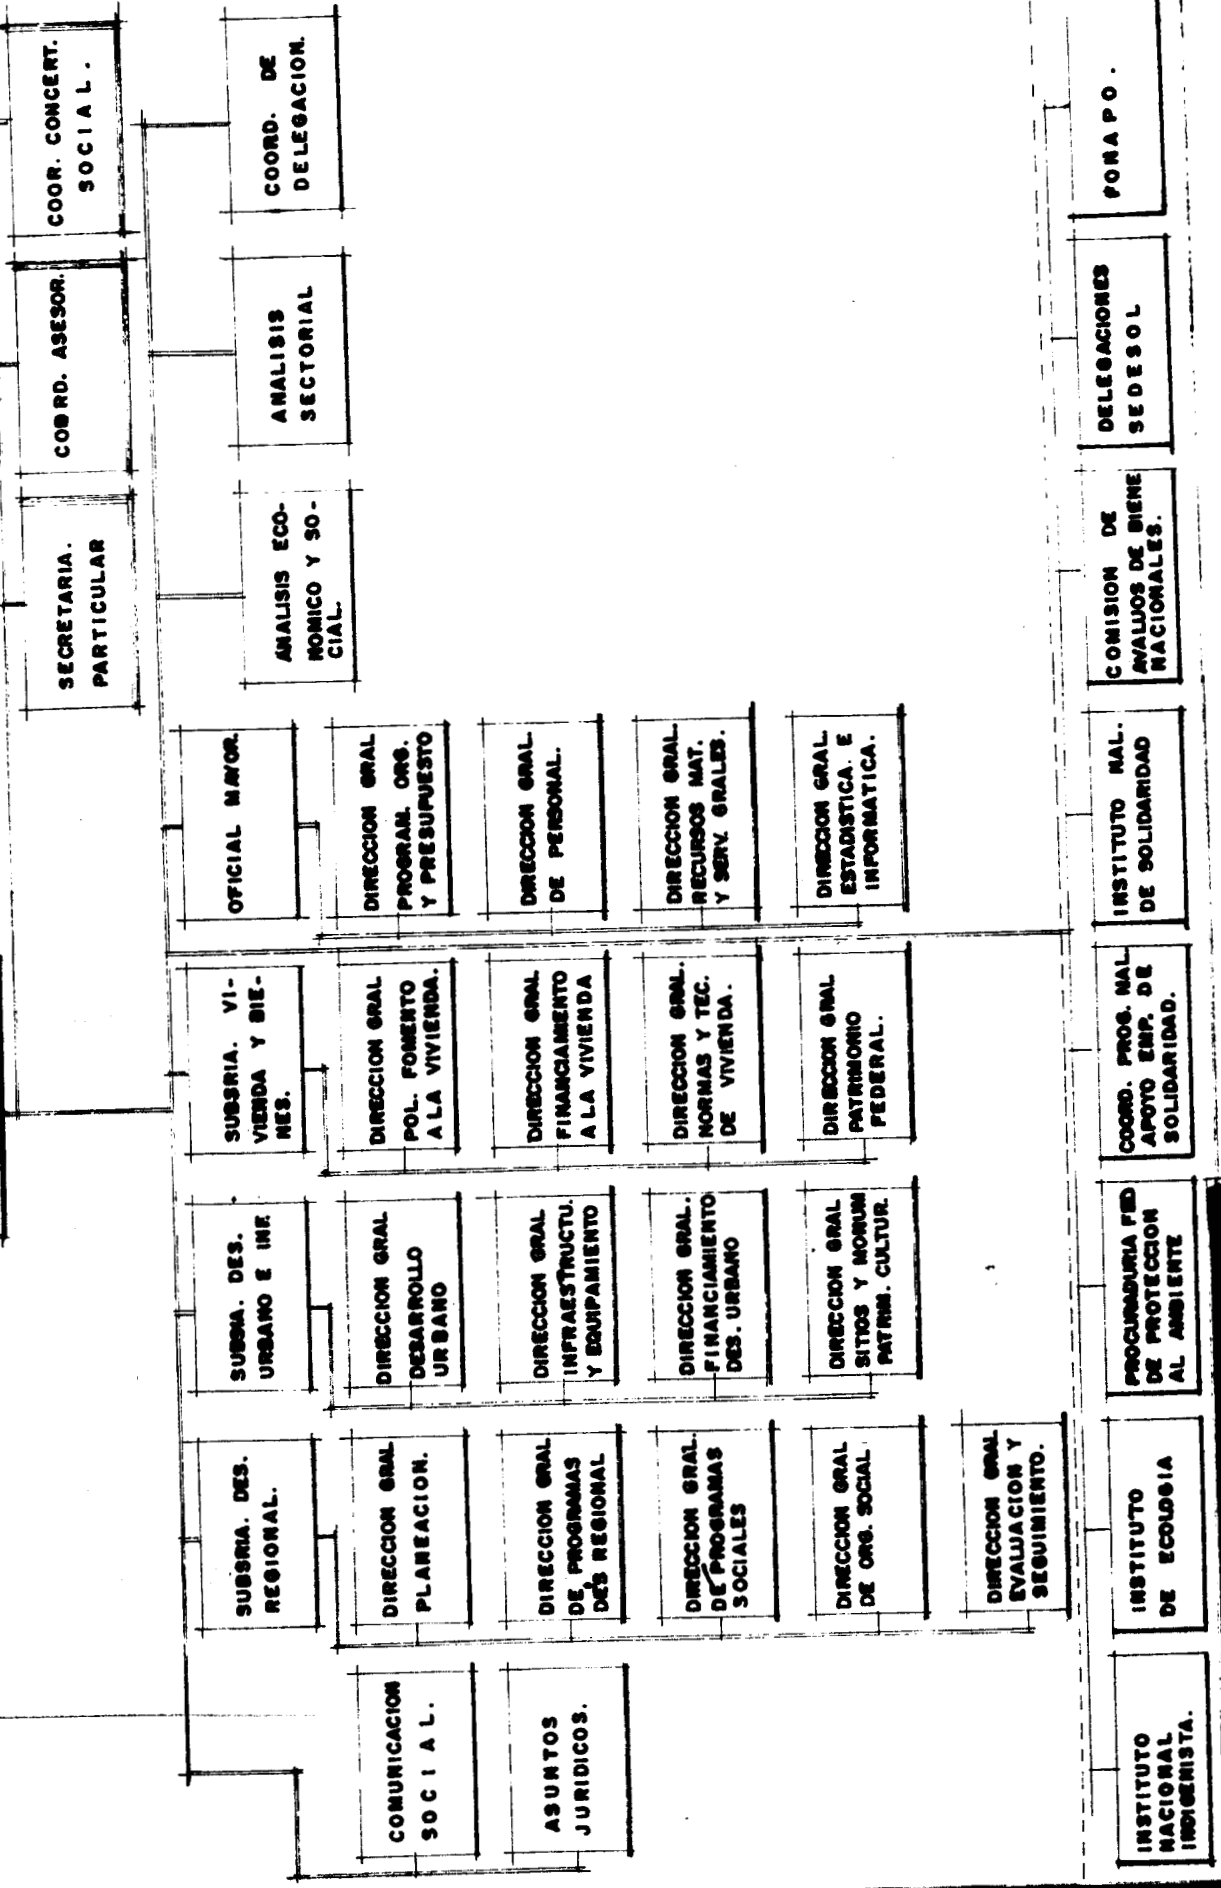 SECRETARIA.
PARTICULAR
COORD. ASESOR.
COOR. CONCERT.
SOCIAL.
ANALISIS ECO-
NOMICO Y SO-
CIAL.
ANALISIS
SECTORIAL
COORD. DE
DELEGACION.
SUBSRIA. DES.
REGIONAL.
SUBSRIA. DES.
URBANO E INF.
SUBSRIA. VI-
VIENDA Y BIE-
NES.
OFICIAL MAYOR.
COMUNICACION
SOCIAL.
ASUNTOS
JURIDICOS.
DIRECCION GRAL
PLANEACION.
DIRECCION GRAL
DE PROGRAMAS
DES REGIONAL
DIRECCION GRAL.
DE PROGRAMAS
SOCIALES
DIRECCION GRAL
DE ORG. SOCIAL.
DIRECCION GRAL
EVALUACION Y
SEGUIMIENTO.
DIRECCION GRAL
DESARROLLO
URBANO
DIRECCION GRAL
INFRAESTRUCTU.
Y EQUIPAMIENTO
DIRECCION GRAL.
FINANCIAMIENTO
DES. URBANO
DIRECCION GRAL
SITIOS Y MONUM
PATRIM. CULTUR.
DIRECCION GRAL
POL. FOMENTO
A LA VIVIENDA.
DIRECCION GRAL
FINANCIAMIENTO
A LA VIVIENDA
DIRECCION GRAL.
NORMAS Y TEC.
DE VIVIENDA.
DIRECCION GRAL
PATRIMONIO
FEDERAL.
DIRECCION GRAL
PROGRAM. ORG.
Y PRESUPUESTO
DIRECCION GRAL.
DE PERSONAL.
DIRECCION GRAL.
RECURSOS MAT.
Y SERV. GRALES.
DIRECCION GRAL.
ESTADISTICA. E
INFORMATICA.
INSTITUTO
NACIONAL
INDIGENISTA.
INSTITUTO
DE ECOLOGIA
PROCURADURIA FED
DE PROTECCION
AL AMBIENTE
COORD. PROG. NAL
APOYO EMP. DE
SOLIDARIDAD.
INSTITUTO NAL.
DE SOLIDARIDAD
COMISION DE
AVALUOS DE BIENE
NACIONALES.
DELEGACIONES
SEDESOL
FONAPO.